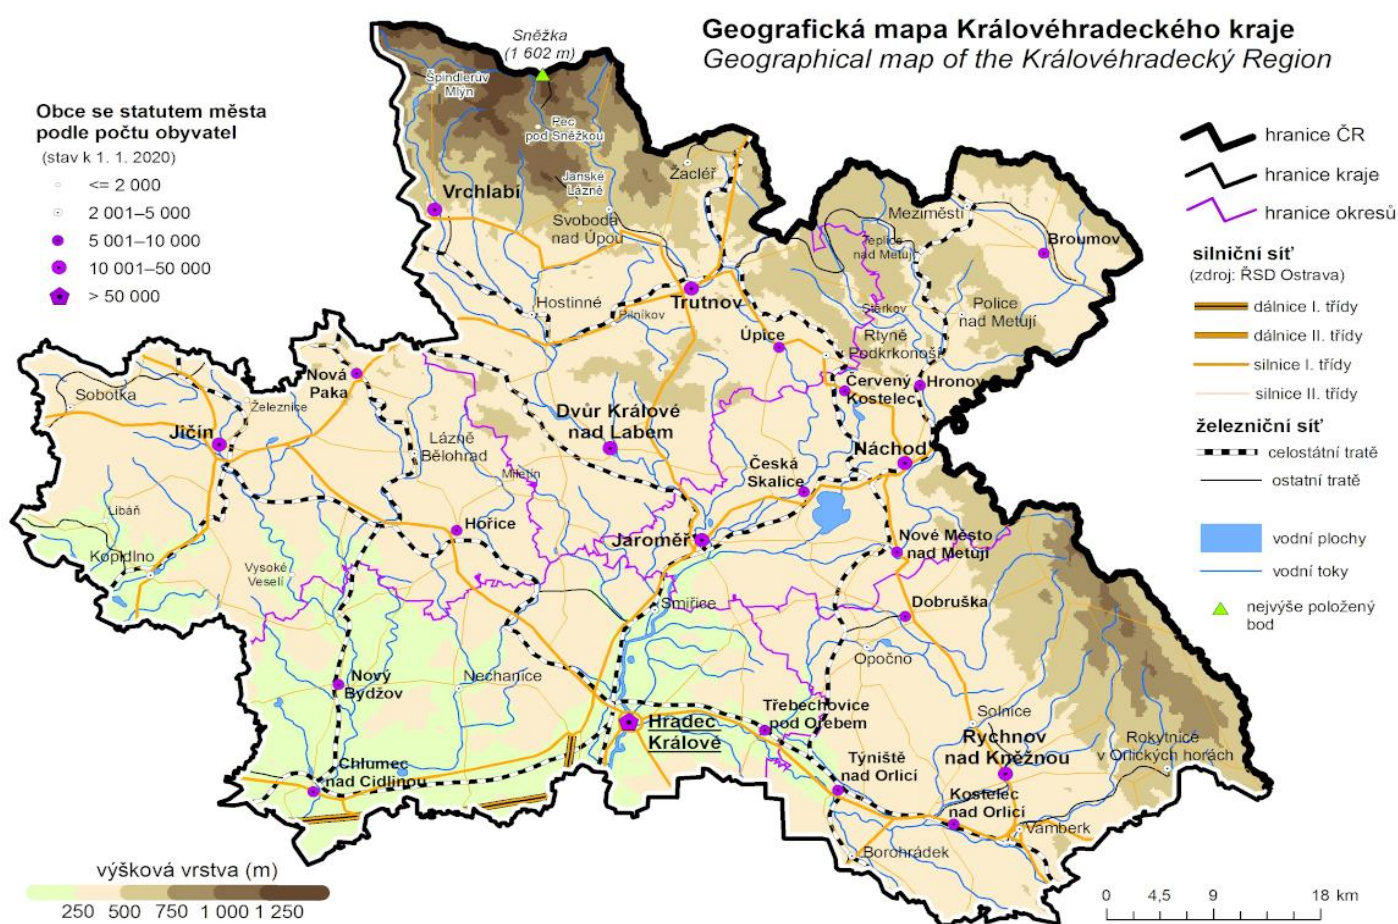 Geografická mapa Královéhradeckého kraje
Geographical map of the Královéhradecký Region
Obce se statutem města
podle počtu obyvatel
(stav k 1. 1. 2020)
<= 2 000
2 001–5 000
5 001–10 000
10 001–50 000
> 50 000
hranice ČR
hranice kraje
hranice okresů
silniční síť
(zdroj: ŘSD Ostrava)
dálnice I. třídy
dálnice II. třídy
silnice I. třídy
silnice II. třídy
železniční síť
celostátní tratě
ostatní tratě
vodní plochy
vodní toky
nejvýše položený
bod
Sněžka
(1 602 m)
Špindlerův
Mlýn
Pec
pod Sněžkou
Janské
Lázně
Žacléř
Vrchlabí
Svoboda
nad Úpou
Meziměstí
Broumov
Teplice
nad Metují
Hostinné
Pilníkov
Trutnov
Stárkov
Police
nad Metují
Úpice
Rtyně
v Podkrkonoší
Nová
Paka
Červený
Kostelec
Hronov
Sobotka
Železnice
Jičín
Lázně
Bělohrad
Dvůr Králové
nad Labem
Miletín
Česká
Skalice
Náchod
Libáň
Hořice
Jaroměř
Nové Město
nad Metují
Kopidlno
Vysoké
Veselí
Smiřice
Dobruška
Opočno
Nový
Bydžov
Nechanice
Hradec
Králové
Třebechovice
pod Orebem
Solnice
Rychnov
nad Kněžnou
Rokytnice
v Orlických horách
Chlumec
nad Cidlinou
Týniště
nad Orlicí
Kostelec
nad Orlicí
Vamberk
Borohrádek
výšková vrstva (m)
250 500 750 1 000 1 250
0 4,5 9 18 km